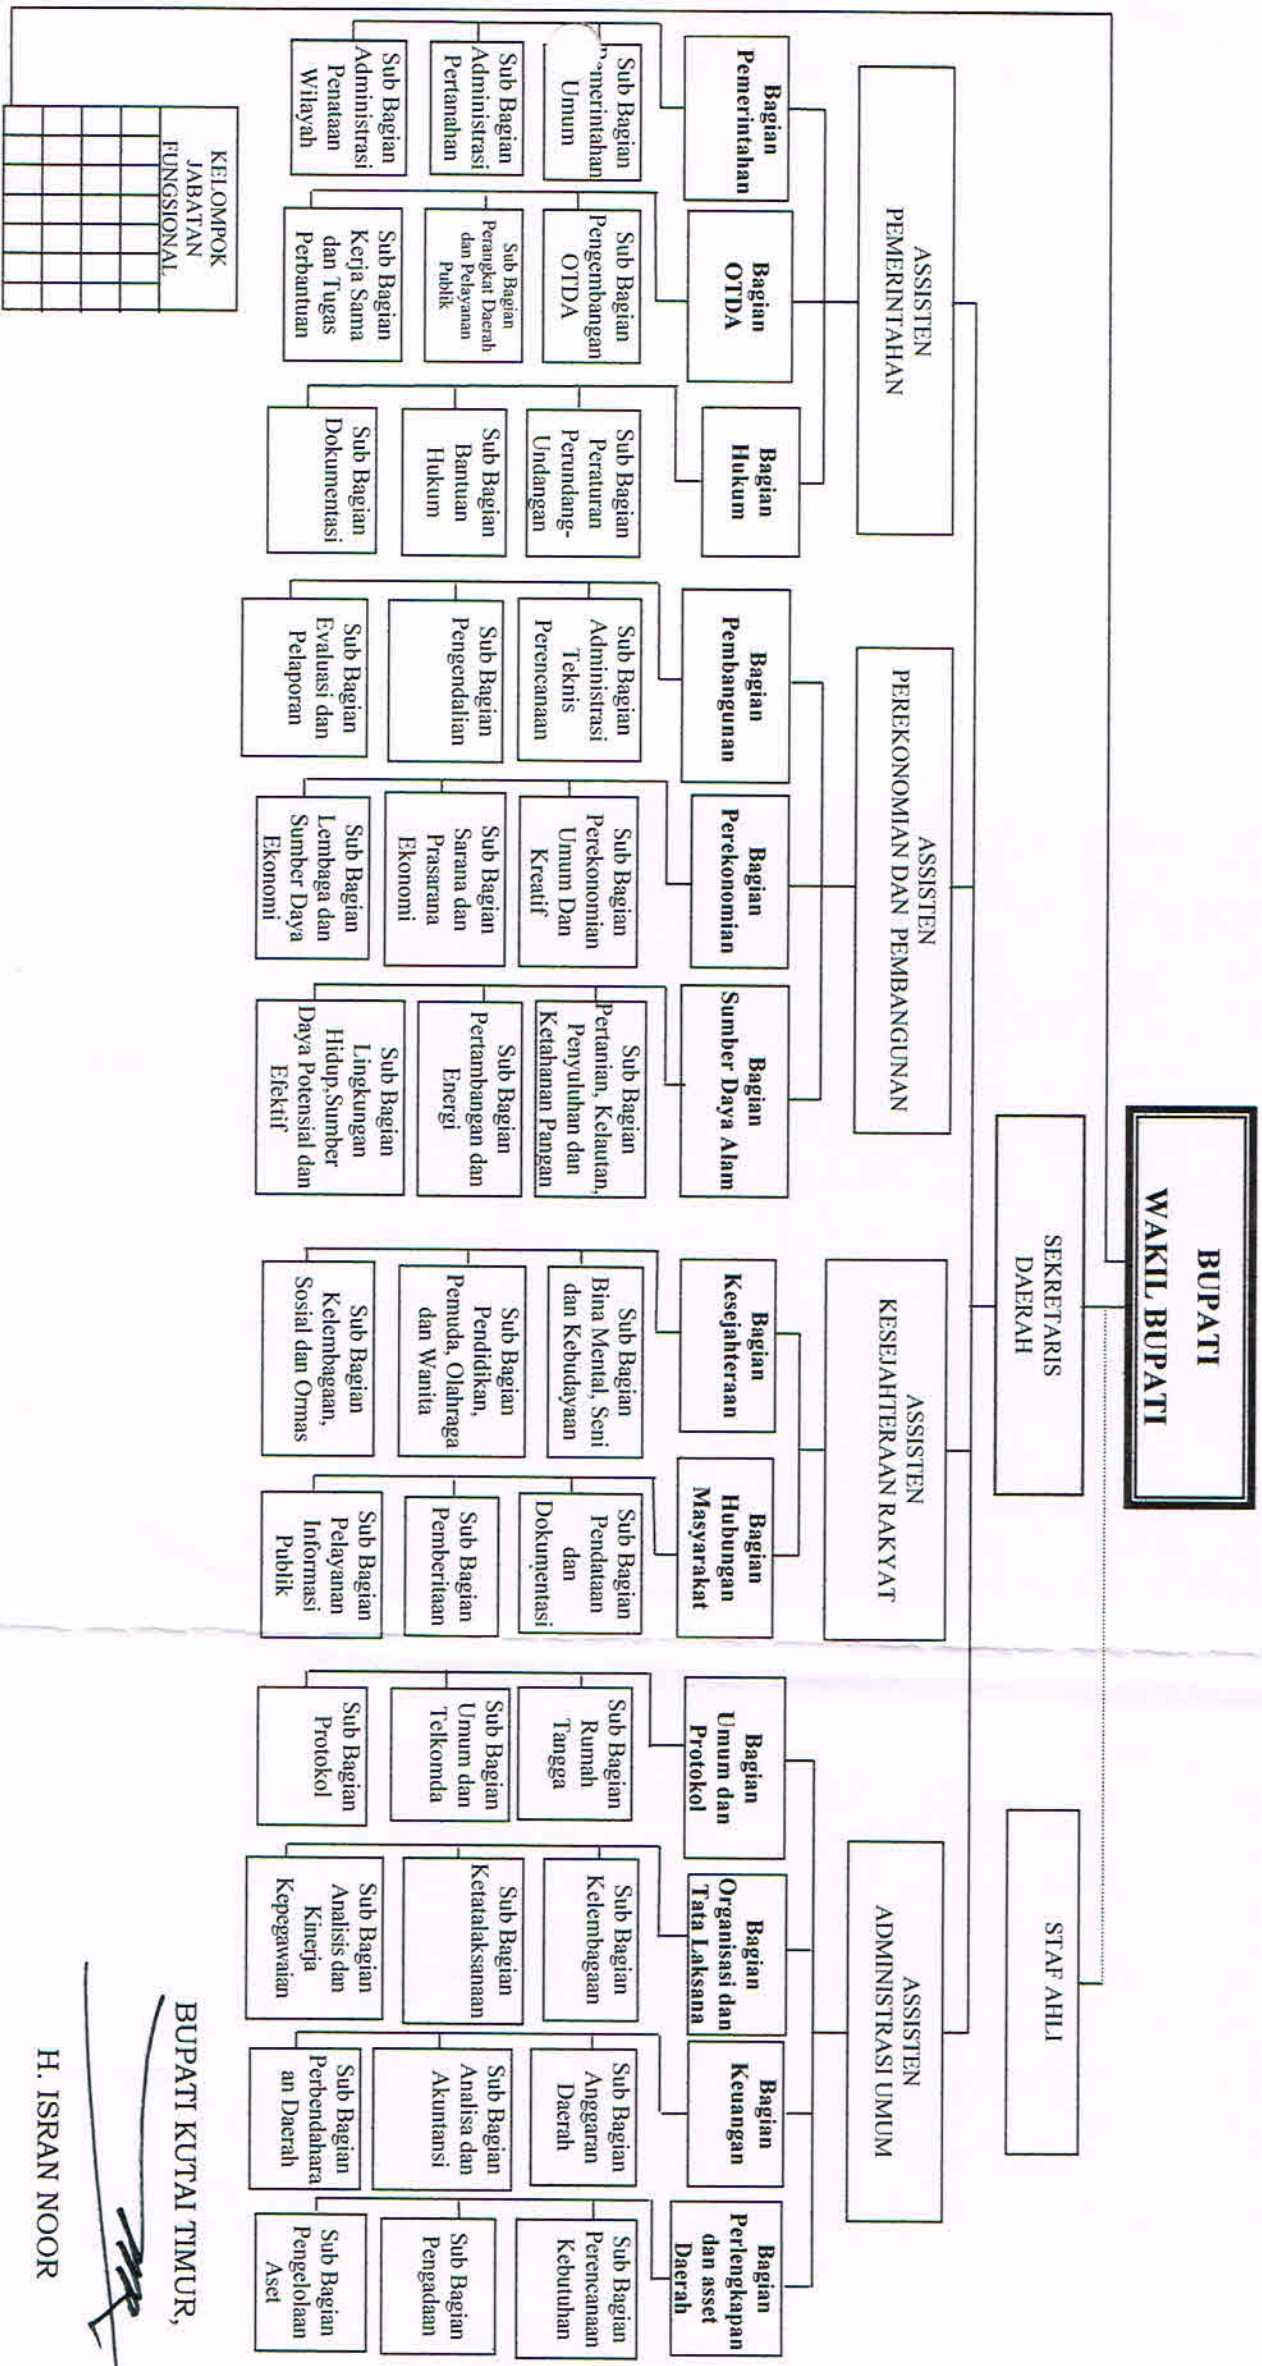 BUPATI
WAKIL BUPATI
SEKRETARIS
DAERAH
STAF AHLI
ASSISTEN
PEMERINTAHAN
ASSISTEN
PEREKONOMIAN DAN PEMBANGUNAN
ASSISTEN
KESEJAHTERAAN RAKYAT
ASSISTEN
ADMINISTRASI UMUM
Bagian
Pemerintahan
Bagian
OTDA
Bagian
Hukum
Bagian
Pembangunan
Bagian
Perekonomian
Bagian
Sumber Daya Alam
Bagian
Kesejahteraan
Bagian
Hubungan
Masyarakat
Bagian
Umum dan
Protokol
Bagian
Organisasi dan
Tata Laksana
Bagian
Keuangan
Bagian
Perlengkapan
dan asset
Daerah
Sub Bagian
Pemerintahan
Umum
Sub Bagian
Pengembangan
OTDA
Sub Bagian
Peraturan
Perundang-
Undangan
Sub Bagian
Administrasi
Teknis
Perencanaan
Sub Bagian
Perekonomian
Umum Dan
Kreatif
Sub Bagian
Pertanian, Kelautan,
Penyuluhan dan
Ketahanan Pangan
Sub Bagian
Bina Mental, Seni
dan Kebudayaan
Sub Bagian
Pendataan
dan
Dokumentasi
Sub Bagian
Rumah
Tangga
Sub Bagian
Kelembagaan
Sub Bagian
Anggaran
Daerah
Sub Bagian
Perencanaan
Kebutuhan
Sub Bagian
Administrasi
Pertanahan
Sub Bagian
Perangkat Daerah
dan Pelayanan
Publik
Sub Bagian
Bantuan
Hukum
Sub Bagian
Pengendalian
Sub Bagian
Sarana dan
Prasarana
Ekonomi
Sub Bagian
Pertambangan dan
Energi
Sub Bagian
Pendidikan,
Pemuda, Olahraga
dan Wanita
Sub Bagian
Pemberitaan
Sub Bagian
Umum dan
Telkomda
Sub Bagian
Ketatalaksanaan
Sub Bagian
Analisa dan
Akuntansi
Sub Bagian
Pengadaan
Sub Bagian
Administrasi
Penataan
Wilayah
Sub Bagian
Kerja Sama
dan Tugas
Perbantuan
Sub Bagian
Dokumentasi
Sub Bagian
Evaluasi dan
Pelaporan
Sub Bagian
Lembaga dan
Sumber Daya
Ekonomi
Sub Bagian
Lingkungan
Hidup,Sumber
Daya Potensial dan
Efektif
Sub Bagian
Kelembagaan,
Sosial dan Ormas
Sub Bagian
Pelayanan
Informasi
Publik
Sub Bagian
Protokol
Sub Bagian
Analisis dan
Kinerja
Kepegawaian
Sub Bagian
Perbendahara
an Daerah
Sub Bagian
Pengelolaan
Aset
KELOMPOK
JABATAN
FUNGSIONAL
BUPATI KUTAI TIMUR,
H. ISRAN NOOR